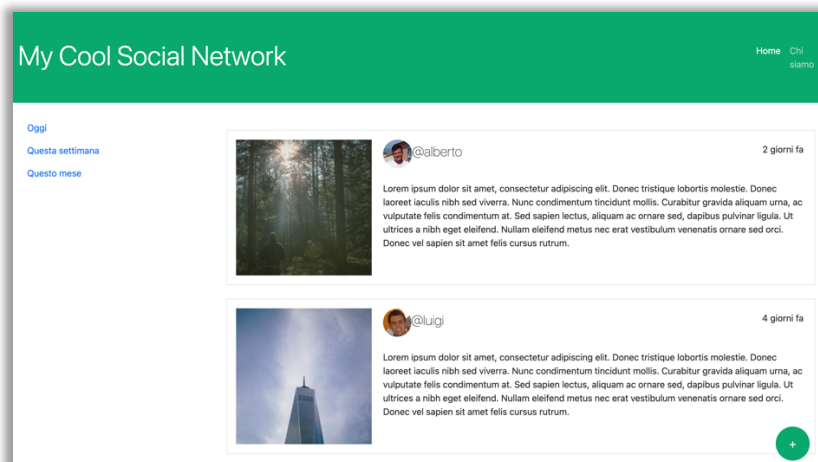 My Cool Social Network
Home Chi
siamo
Oggi
Questa settimana
Questo mese
@alberto
2 giorni fa
Lorem ipsum dolor sit amet, consectetur adipiscing elit. Donec tristique lobortis molestie. Donec
laoreet iaculis nibh sed viverra. Nunc condimentum tincidunt mollis. Curabitur gravida aliquam urna, ac
vulputate felis condimentum at. Sed sapien lectus, aliquam ac ornare sed, dapibus pulvinar ligula. Ut
ultrices a nibh eget eleifend. Nullam eleifend metus nec erat vestibulum venenatis ornare sed orci.
Donec vel sapien sit amet felis cursus rutrum.
@luigi
4 giorni fa
Lorem ipsum dolor sit amet, consectetur adipiscing elit. Donec tristique lobortis molestie. Donec
laoreet iaculis nibh sed viverra. Nunc condimentum tincidunt mollis. Curabitur gravida aliquam urna, ac
vulputate felis condimentum at. Sed sapien lectus, aliquam ac ornare sed, dapibus pulvinar ligula. Ut
ultrices a nibh eget eleifend. Nullam eleifend metus nec erat vestibulum venenatis ornare sed orci.
Donec vel sapien sit amet felis cursus rutrum.
+